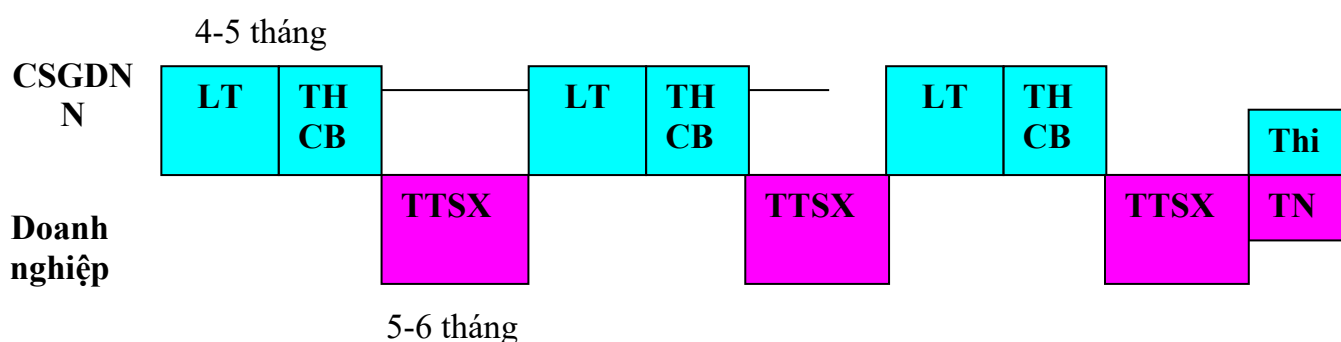 4-5 tháng
CSGDN
N
LT
TH
CB
LT
TH
CB
LT
TH
CB
Thi
Doanh
nghiệp
TTSX
TTSX
TTSX
TN
5-6 tháng